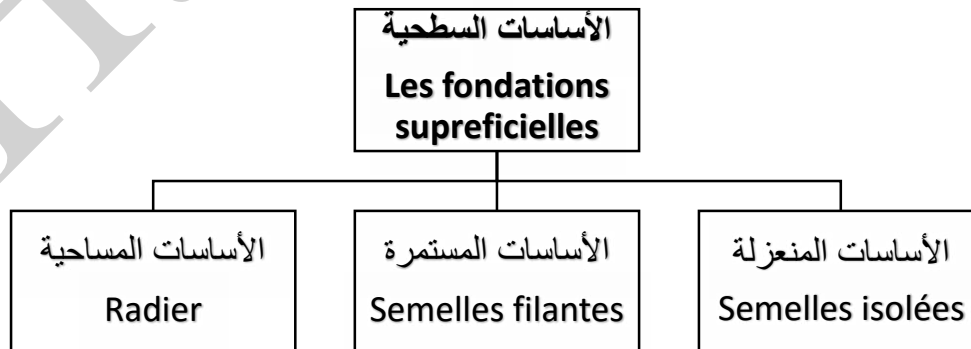 الأساسات السطحية
Les fondations
supreficielles
الأساسات المنعزلة
Semelles isolées
الأساسات المستمرة
Semelles filantes
الأساسات المساحية
Radier